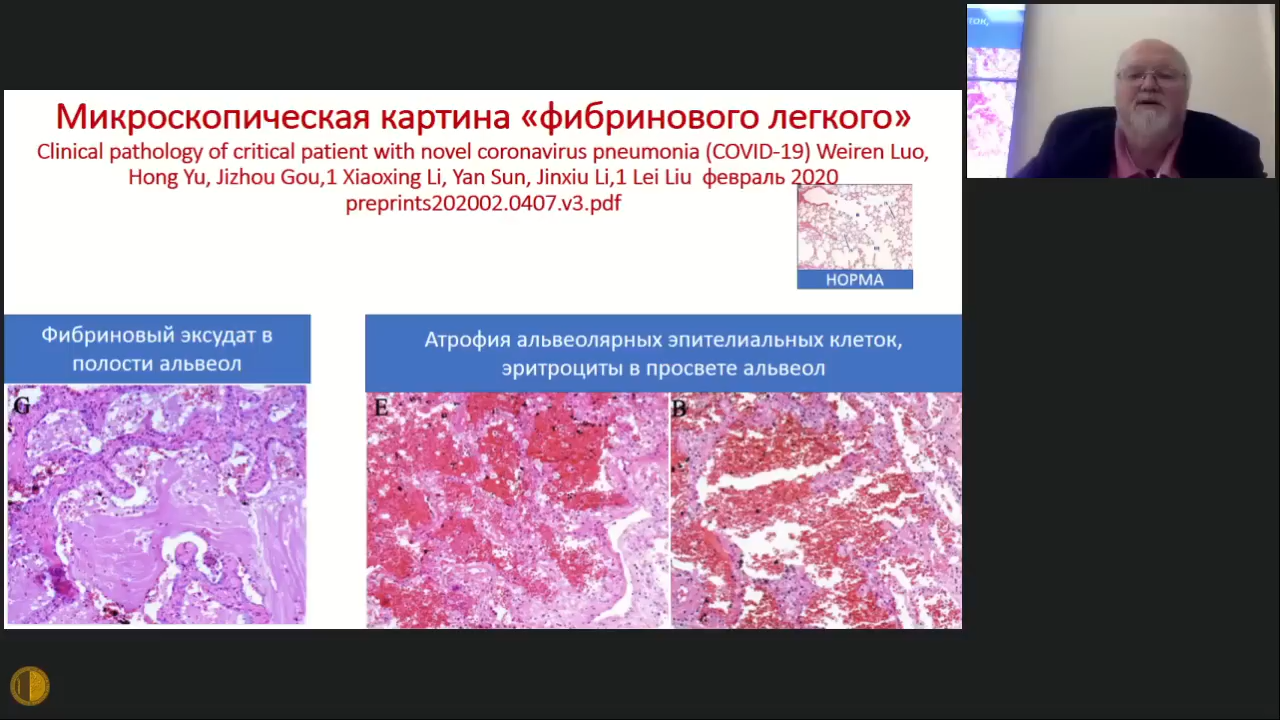 Микроскопическая картина «фибринового легкого»
Clinical pathology of critical patient with novel coronavirus pneumonia (COVID-19) Weiren Luo,
Hong Yu, Jizhou Gou,1 Xiaoxing Li, Yan Sun, Jinxiu Li,1 Lei Liu февраль 2020
preprints202002.0407.v3.pdf
НОРМА
Фибриновый эксудат в
полости альвеол
Атрофия альвеолярных эпителиальных клеток,
эритроциты в просвете альвеол
G
E
B